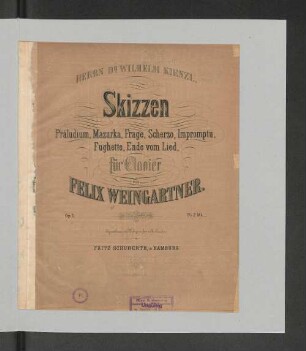 HERRN DR WILHELM KIENZL.
Skizzen
Präludium, Mazurka, Frage, Scherzo, Impromptu,
Fughette, Ende vom Lied,
für Clavier
FELIX WEINGARTNER.
Op. 1.
FRITZ SCHUBERTH, in HAMBURG.